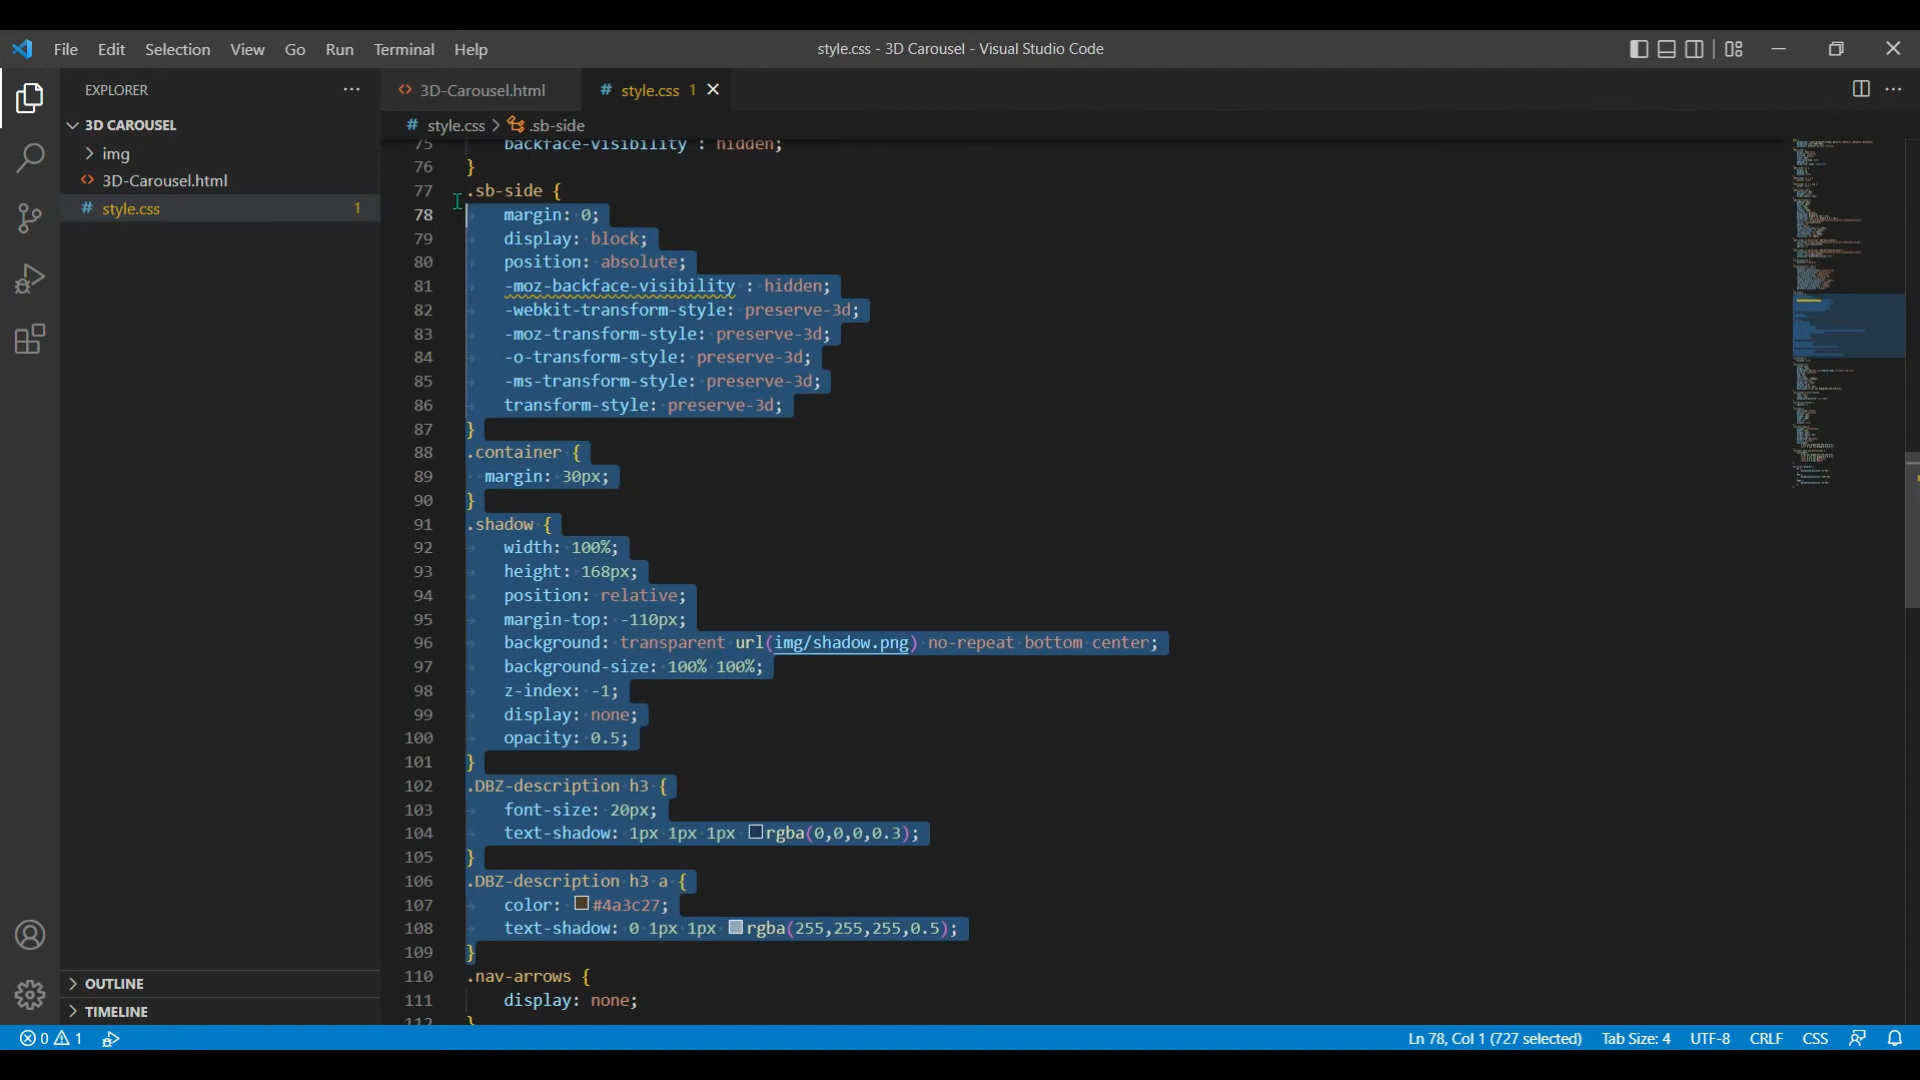 File Edit Selection View Go Run Terminal Help
style.css - 3D Carousel - Visual Studio Code
EXPLORER
3D CAROUSEL
img
3D-Carousel.html
style.css 1
OUTLINE
TIMELINE
3D-Carousel.html
style.css 1
style.css > .sb-side
75 backface-visibility : hidden;
76 }
77 .sb-side {
78 margin: 0;
79 display: block;
80 position: absolute;
81 -moz-backface-visibility : hidden;
82 -webkit-transform-style: preserve-3d;
83 -moz-transform-style: preserve-3d;
84 -o-transform-style: preserve-3d;
85 -ms-transform-style: preserve-3d;
86 transform-style: preserve-3d;
87 }
88 .container {
89 margin: 30px;
90 }
91 .shadow {
92 width: 100%;
93 height: 168px;
94 position: relative;
95 margin-top: -110px;
96 background: transparent url(img/shadow.png) no-repeat bottom center;
97 background-size: 100% 100%;
98 z-index: -1;
99 display: none;
100 opacity: 0.5;
101 }
102 .DBZ-description h3 {
103 font-size: 20px;
104 text-shadow: 1px 1px 1px rgba(0,0,0,0.3);
105 }
106 .DBZ-description h3 a {
107 color: #4a3c27;
108 text-shadow: 0 1px 1px rgba(255,255,255,0.5);
109 }
110 .nav-arrows {
111 display: none;
112 }
0 1
Ln 78, Col 1 (727 selected) Tab Size: 4 UTF-8 CRLF CSS